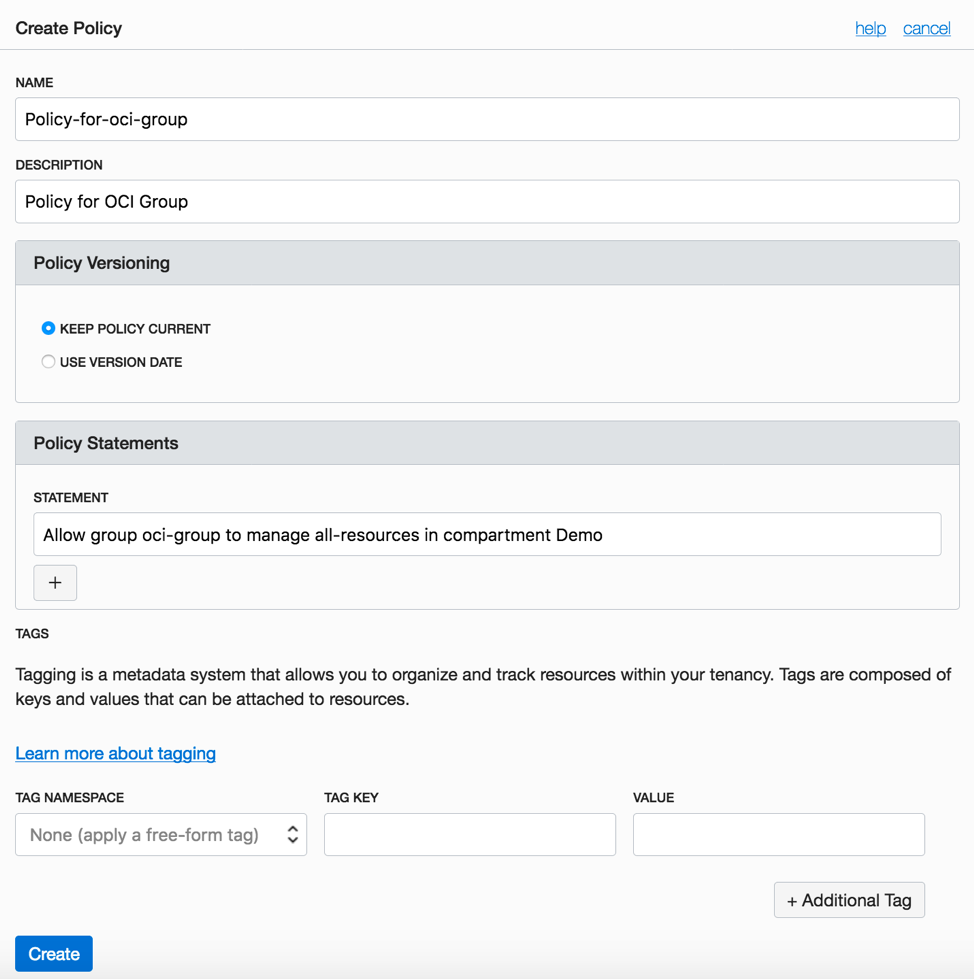 Create Policy
help cancel
NAME
Policy-for-oci-group
DESCRIPTION
Policy for OCI Group
Policy Versioning
KEEP POLICY CURRENT
USE VERSION DATE
Policy Statements
STATEMENT
Allow group oci-group to manage all-resources in compartment Demo
+
TAGS
Tagging is a metadata system that allows you to organize and track resources within your tenancy. Tags are composed of
keys and values that can be attached to resources.
Learn more about tagging
TAG NAMESPACE TAG KEY VALUE
None (apply a free-form tag)
+ Additional Tag
Create